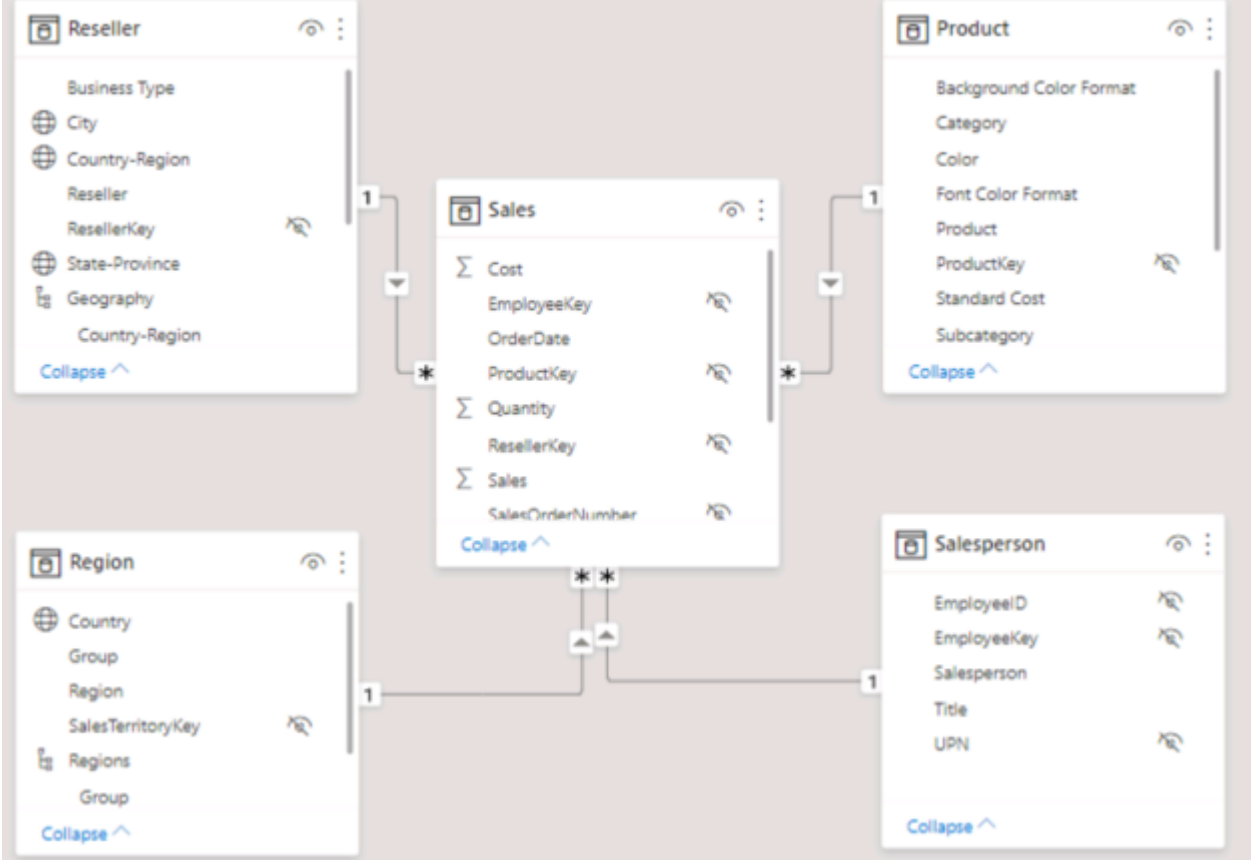 Reseller
Business Type
City
Country-Region
Reseller
ResellerKey
State-Province
Geography
Country-Region
Collapse
1
*
Product
Background Color Format
Category
Color
Font Color Format
Product
ProductKey
Standard Cost
Subcategory
Collapse
1
*
Sales
Σ Cost
EmployeeKey
OrderDate
ProductKey
Σ Quantity
ResellerKey
Σ Sales
SalesOrderNumber
Collapse
* *
Region
Country
Group
Region
SalesTerritoryKey
Regions
Group
Collapse
1
Salesperson
EmployeeID
EmployeeKey
Salesperson
Title
UPN
Collapse
1